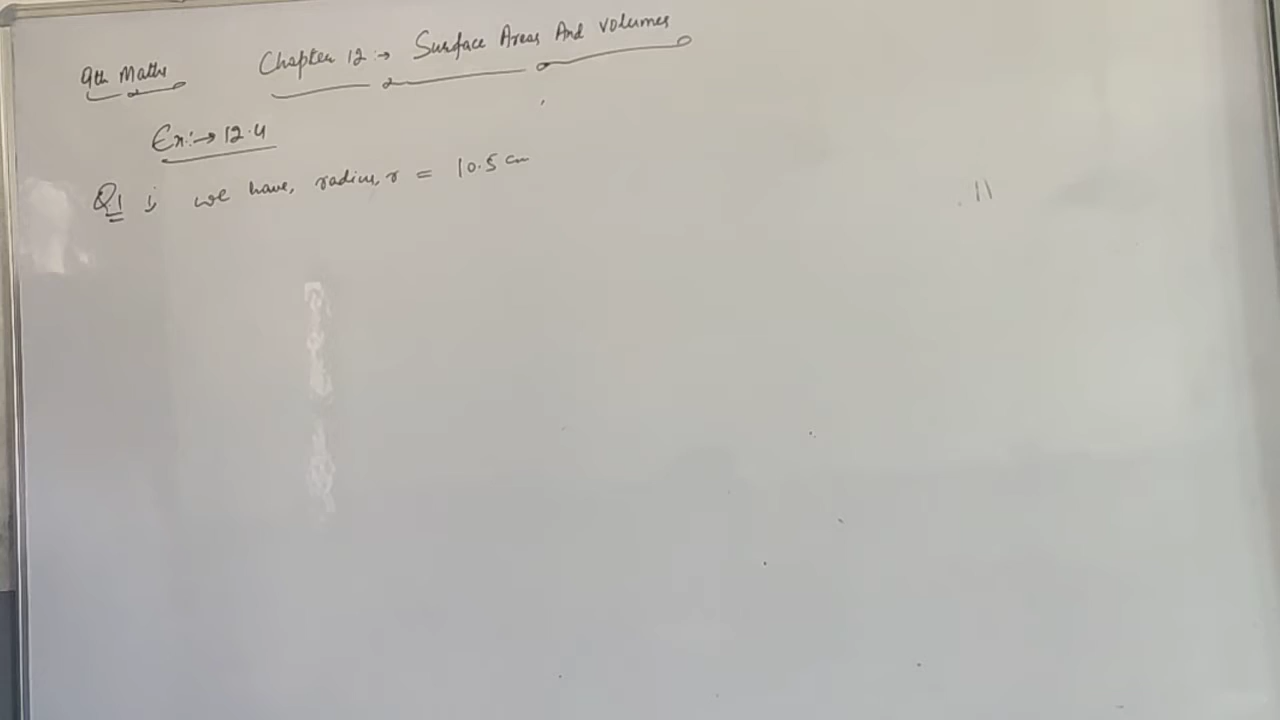 9th Maths Chapter 12:→ Surface Areas And Volumes
Ex:→ 12.4
Q1 i, we have, radius, r = 10.5 cm